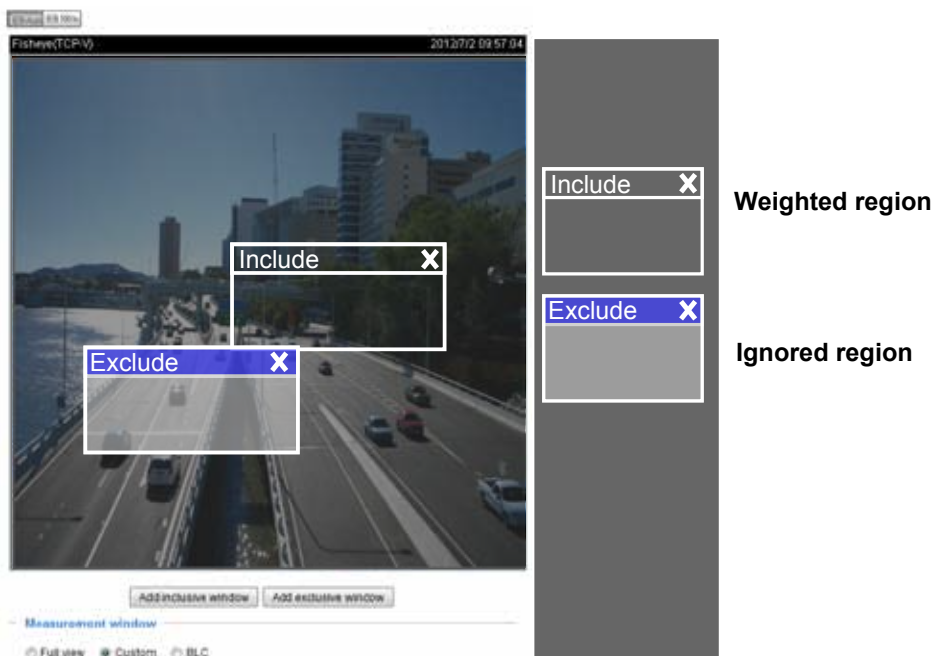 Fisheye(TCP-V) 2012/7/2 09:57:04
Include
Exclude
Include
Weighted region
Exclude
Ignored region
Add inclusive window Add exclusive window
Measurement window
Full view Custom BLC